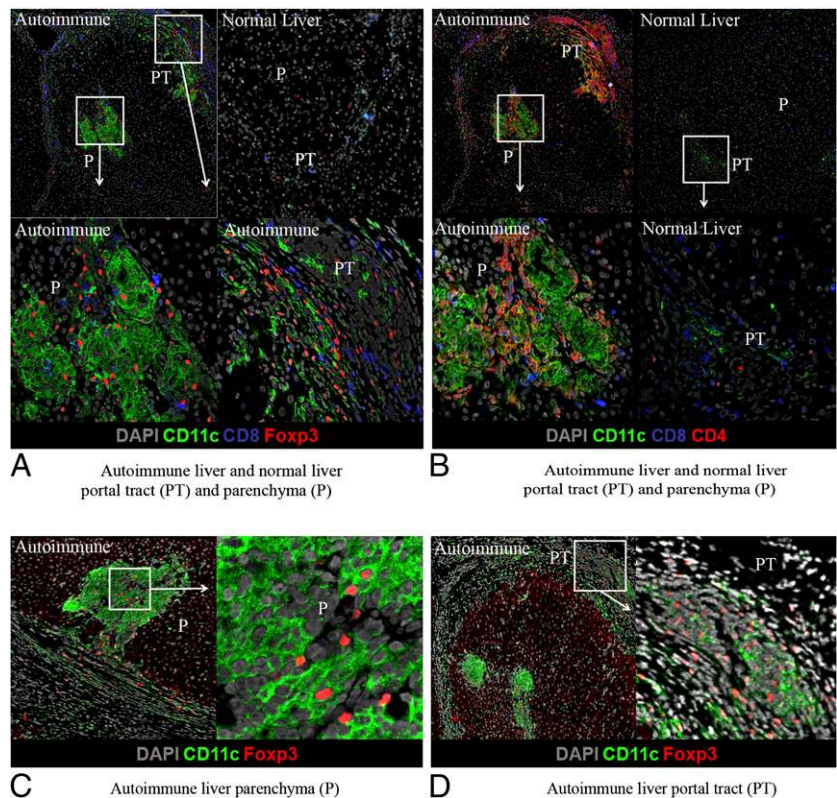 Autoimmune
Normal Liver
P
PT
PT
P
Autoimmune
Autoimmune
P
PT
DAPI CD11c CD8 Foxp3
A
Autoimmune liver and normal liver
portal tract (PT) and parenchyma (P)
Autoimmune
Normal Liver
PT
P
P
PT
Autoimmune
Normal Liver
P
PT
DAPI CD11c CD8 CD4
B
Autoimmune liver and normal liver
portal tract (PT) and parenchyma (P)
Autoimmune
P
P
DAPI CD11c Foxp3
C
Autoimmune liver parenchyma (P)
Autoimmune
PT
PT
DAPI CD11c Foxp3
D
Autoimmune liver portal tract (PT)